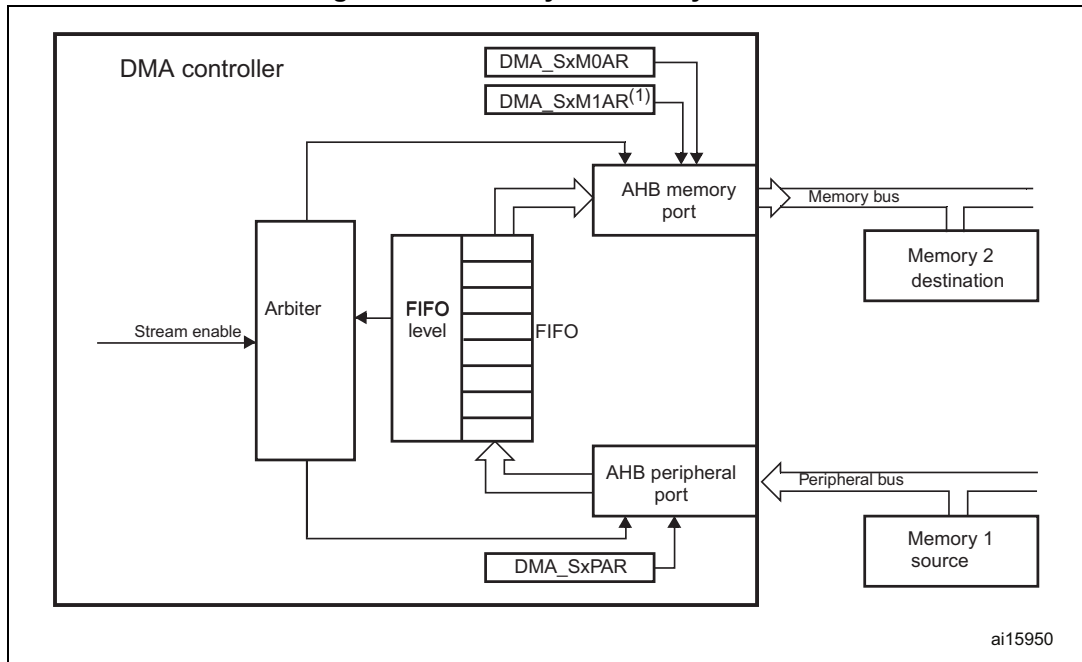 DMA controller
DMA_SxM0AR
DMA_SxM1AR(1)
AHB memory
port
Memory bus
Memory 2
destination
Arbiter
FIFO
level
FIFO
Stream enable
AHB peripheral
port
Peripheral bus
Memory 1
source
DMA_SxPAR
ai15950